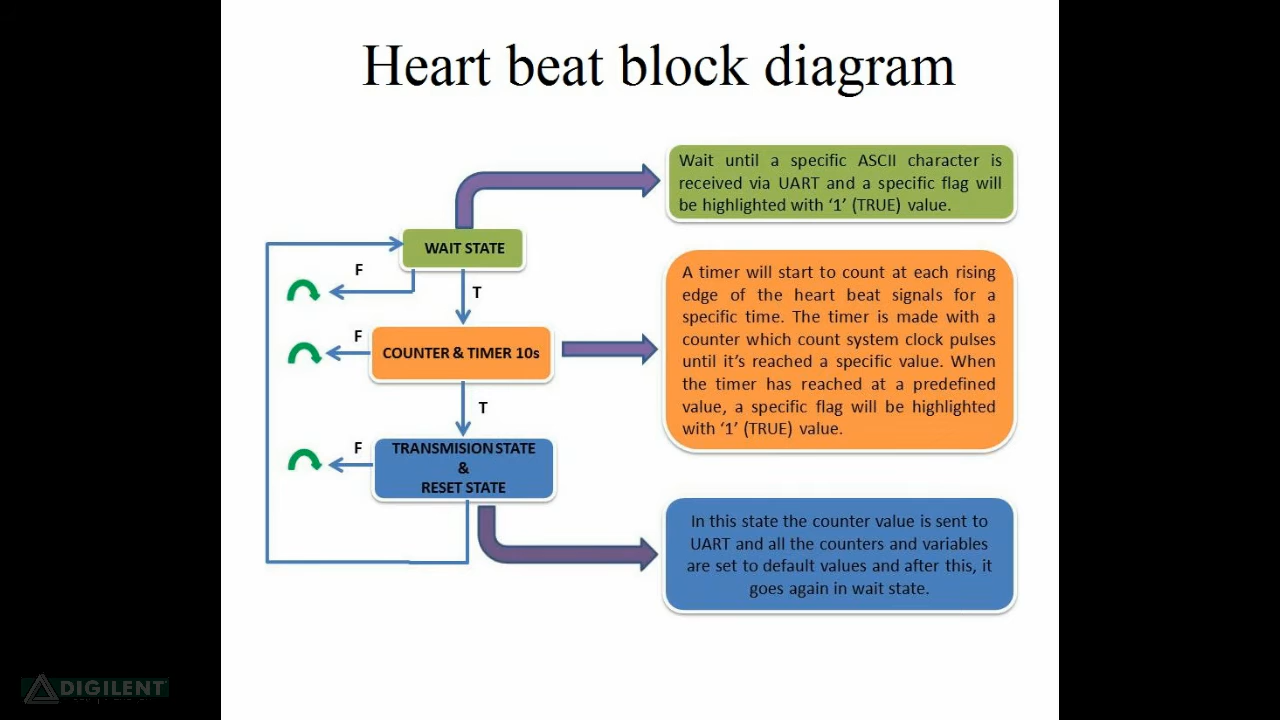 Heart beat block diagram
Wait until a specific ASCII character is
received via UART and a specific flag will
be highlighted with ‘1’ (TRUE) value.
WAIT STATE
F
T
A timer will start to count at each rising
edge of the heart beat signals for a
specific time. The timer is made with a
counter which count system clock pulses
until it’s reached a specific value. When
the timer has reached at a predefined
value, a specific flag will be highlighted
with ‘1’ (TRUE) value.
F
COUNTER & TIMER 10s
T
F
TRANSMISION STATE
&
RESET STATE
In this state the counter value is sent to
UART and all the counters and variables
are set to default values and after this, it
goes again in wait state.
DIGILENT